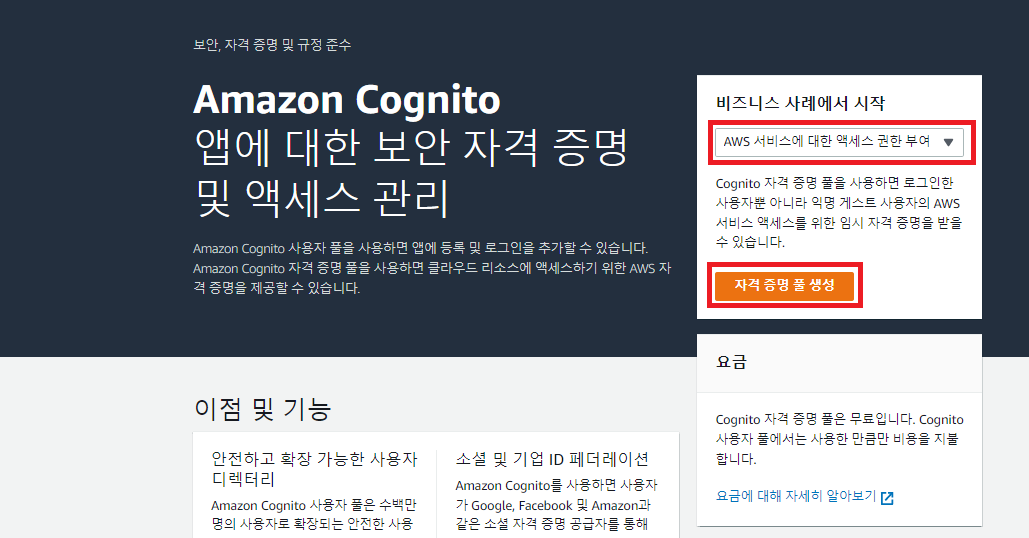 보안, 자격 증명 및 규정 준수
Amazon Cognito
앱에 대한 보안 자격 증명
및 액세스 관리
Amazon Cognito 사용자 풀을 사용하면 앱에 등록 및 로그인을 추가할 수 있습니다.
Amazon Cognito 자격 증명 풀을 사용하면 클라우드 리소스에 액세스하기 위한 AWS 자
격 증명을 제공할 수 있습니다.
비즈니스 사례에서 시작
AWS 서비스에 대한 액세스 권한 부여
Cognito 자격 증명 풀을 사용하면 로그인한
사용자뿐 아니라 익명 게스트 사용자의 AWS
서비스 액세스를 위한 임시 자격 증명을 받을
수 있습니다.
자격 증명 풀 생성
요금
Cognito 자격 증명 풀은 무료입니다. Cognito
사용자 풀에서는 사용한 만큼만 비용을 지불
합니다.
요금에 대해 자세히 알아보기
이점 및 기능
안전하고 확장 가능한 사용자
디렉터리
Amazon Cognito 사용자 풀은 수백만
명의 사용자로 확장되는 안전한 사용
소셜 및 기업 ID 페더레이션
Amazon Cognito를 사용하면 사용자
가 Google, Facebook 및 Amazon과
같은 소셜 자격 증명 공급자를 통해